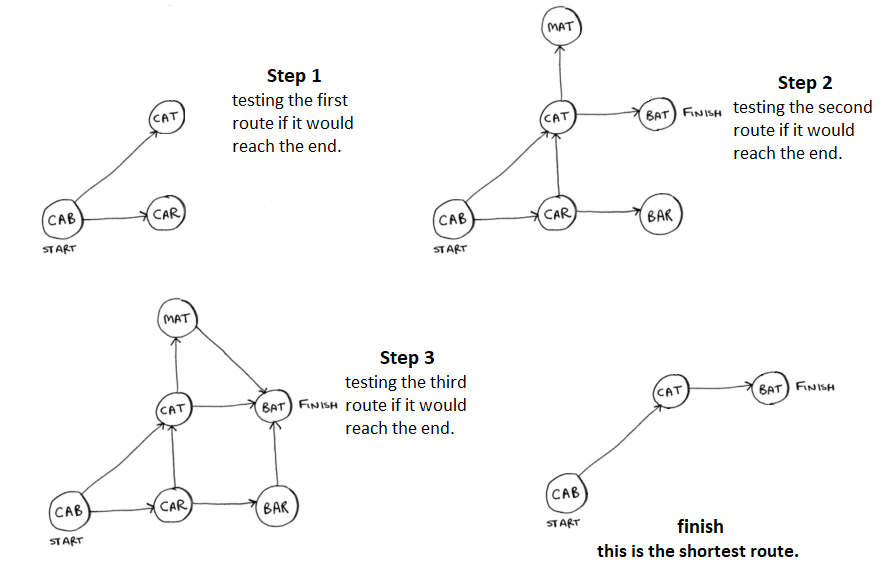 Step 1
testing the first
route if it would
reach the end.
CAT
CAB
CAR
START
MAT
Step 2
testing the second
route if it would
reach the end.
CAT
BAT
FINISH
CAB
CAR
BAR
START
MAT
Step 3
testing the third
route if it would
reach the end.
CAT
BAT
FINISH
CAB
CAR
BAR
START
CAT
BAT
FINISH
CAB
START
finish
this is the shortest route.